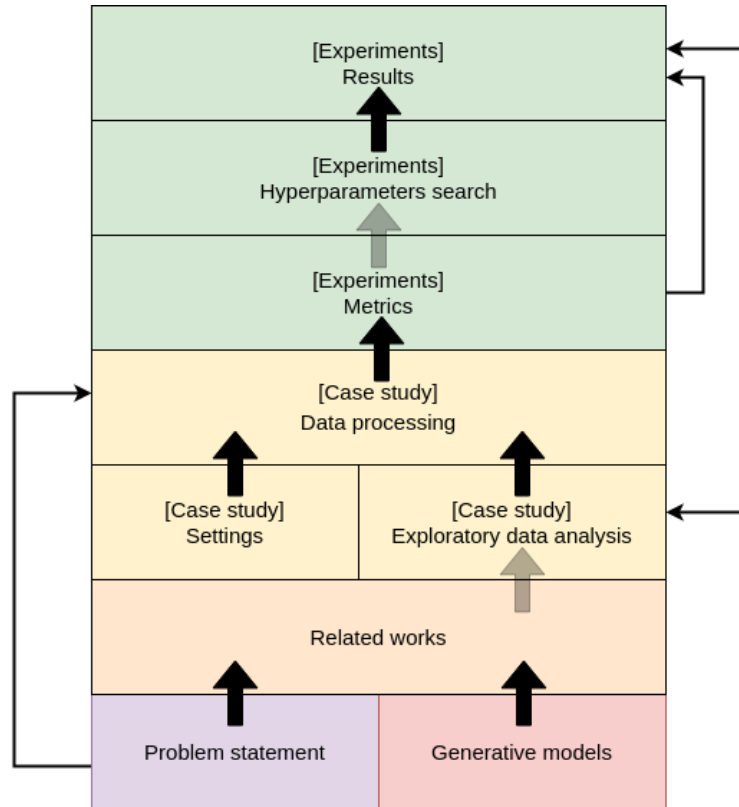 [Experiments]
Results
[Experiments]
Hyperparameters search
[Experiments]
Metrics
[Case study]
Data processing
[Case study]
Settings
[Case study]
Exploratory data analysis
Related works
Problem statement
Generative models